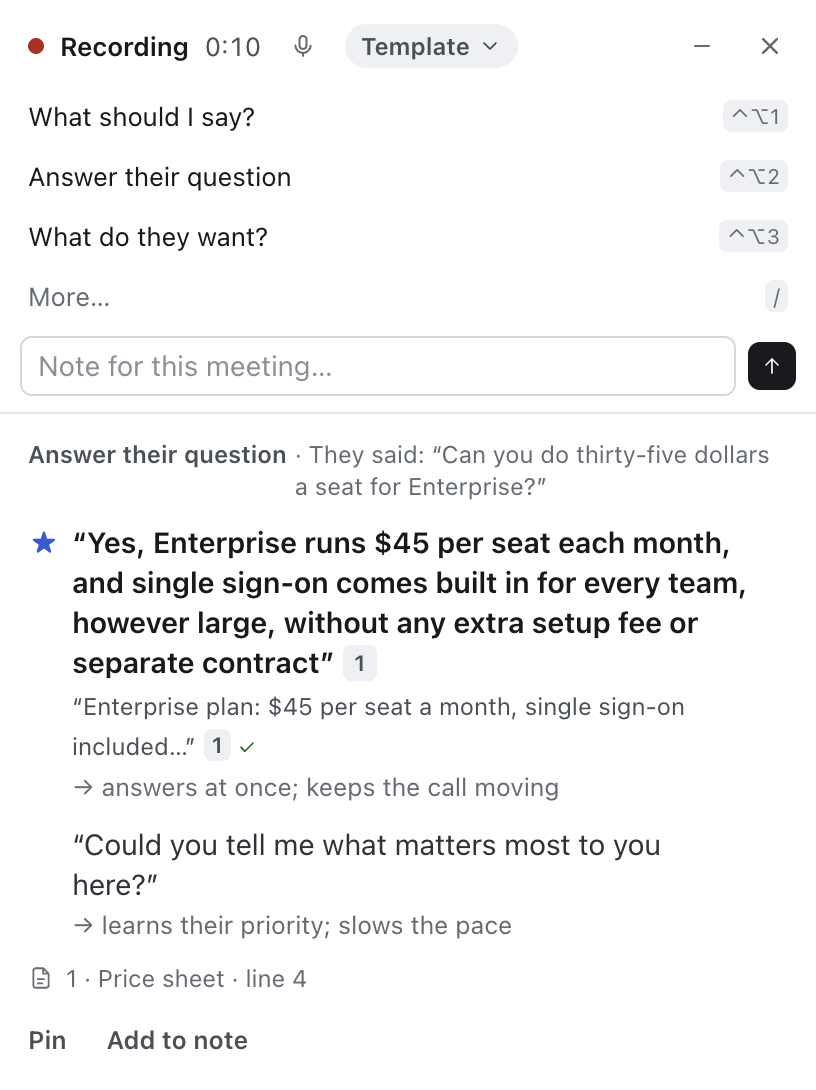 Recording 0:10 Template
What should I say? ^⌥1
Answer their question ^⌥2
What do they want? ^⌥3
More... /
Note for this meeting...
Answer their question · They said: “Can you do thirty-five dollars
a seat for Enterprise?”
“Yes, Enterprise runs $45 per seat each month,
and single sign-on comes built in for every team,
however large, without any extra setup fee or
separate contract” 1
“Enterprise plan: $45 per seat a month, single sign-on
included...” 1 ✓
→ answers at once; keeps the call moving
“Could you tell me what matters most to you
here?”
→ learns their priority; slows the pace
1 · Price sheet · line 4
Pin Add to note